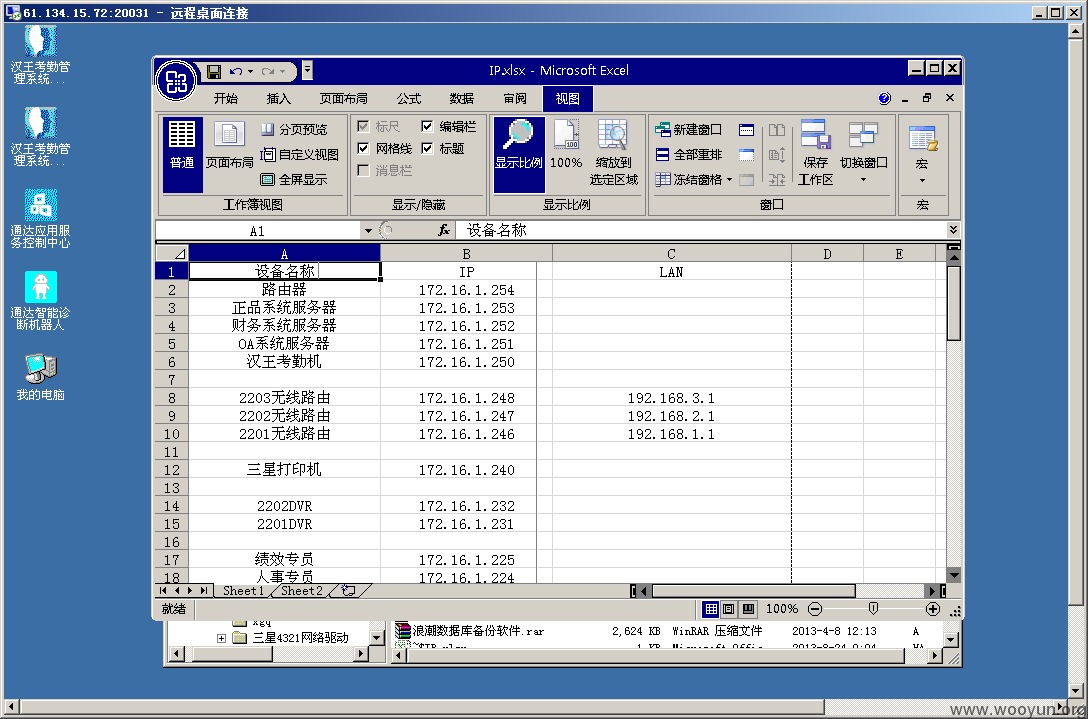 61.134.15.72:20031 - 远程桌面连接
汉王考勤管
理系统...
汉王考勤管
理系统...
通达应用服
务控制中心
通达智能诊
断机器人
我的电脑
IP.xlsx - Microsoft Excel
开始 插入 页面布局 公式 数据 审阅 视图
普通 页面布局 分页预览 自定义视图 全屏显示
工作簿视图
标尺 编辑栏
网格线 标题
消息栏
显示/隐藏
显示比例 100% 缩放到
选定区域
显示比例
新建窗口
全部重排
冻结窗格
保存
工作区
切换窗口
窗口
宏
宏
A1 fx 设备名称
A B C D E
1 设备名称 IP LAN
2 路由器 172.16.1.254
3 正品系统服务器 172.16.1.253
4 财务系统服务器 172.16.1.252
5 OA系统服务器 172.16.1.251
6 汉王考勤机 172.16.1.250
7
8 2203无线路由 172.16.1.248 192.168.3.1
9 2202无线路由 172.16.1.247 192.168.2.1
10 2201无线路由 172.16.1.246 192.168.1.1
11
12 三星打印机 172.16.1.240
13
14 2202DVR 172.16.1.232
15 2201DVR 172.16.1.231
16
17 绩效专员 172.16.1.225
18 人事专员 172.16.1.224
Sheet1 Sheet2
就绪 100%
三星4321网络驱动
浪潮数据库备份软件.rar 2,624 KB WinRAR 压缩文件 2013-4-8 12:13 A
www.wooyun.org